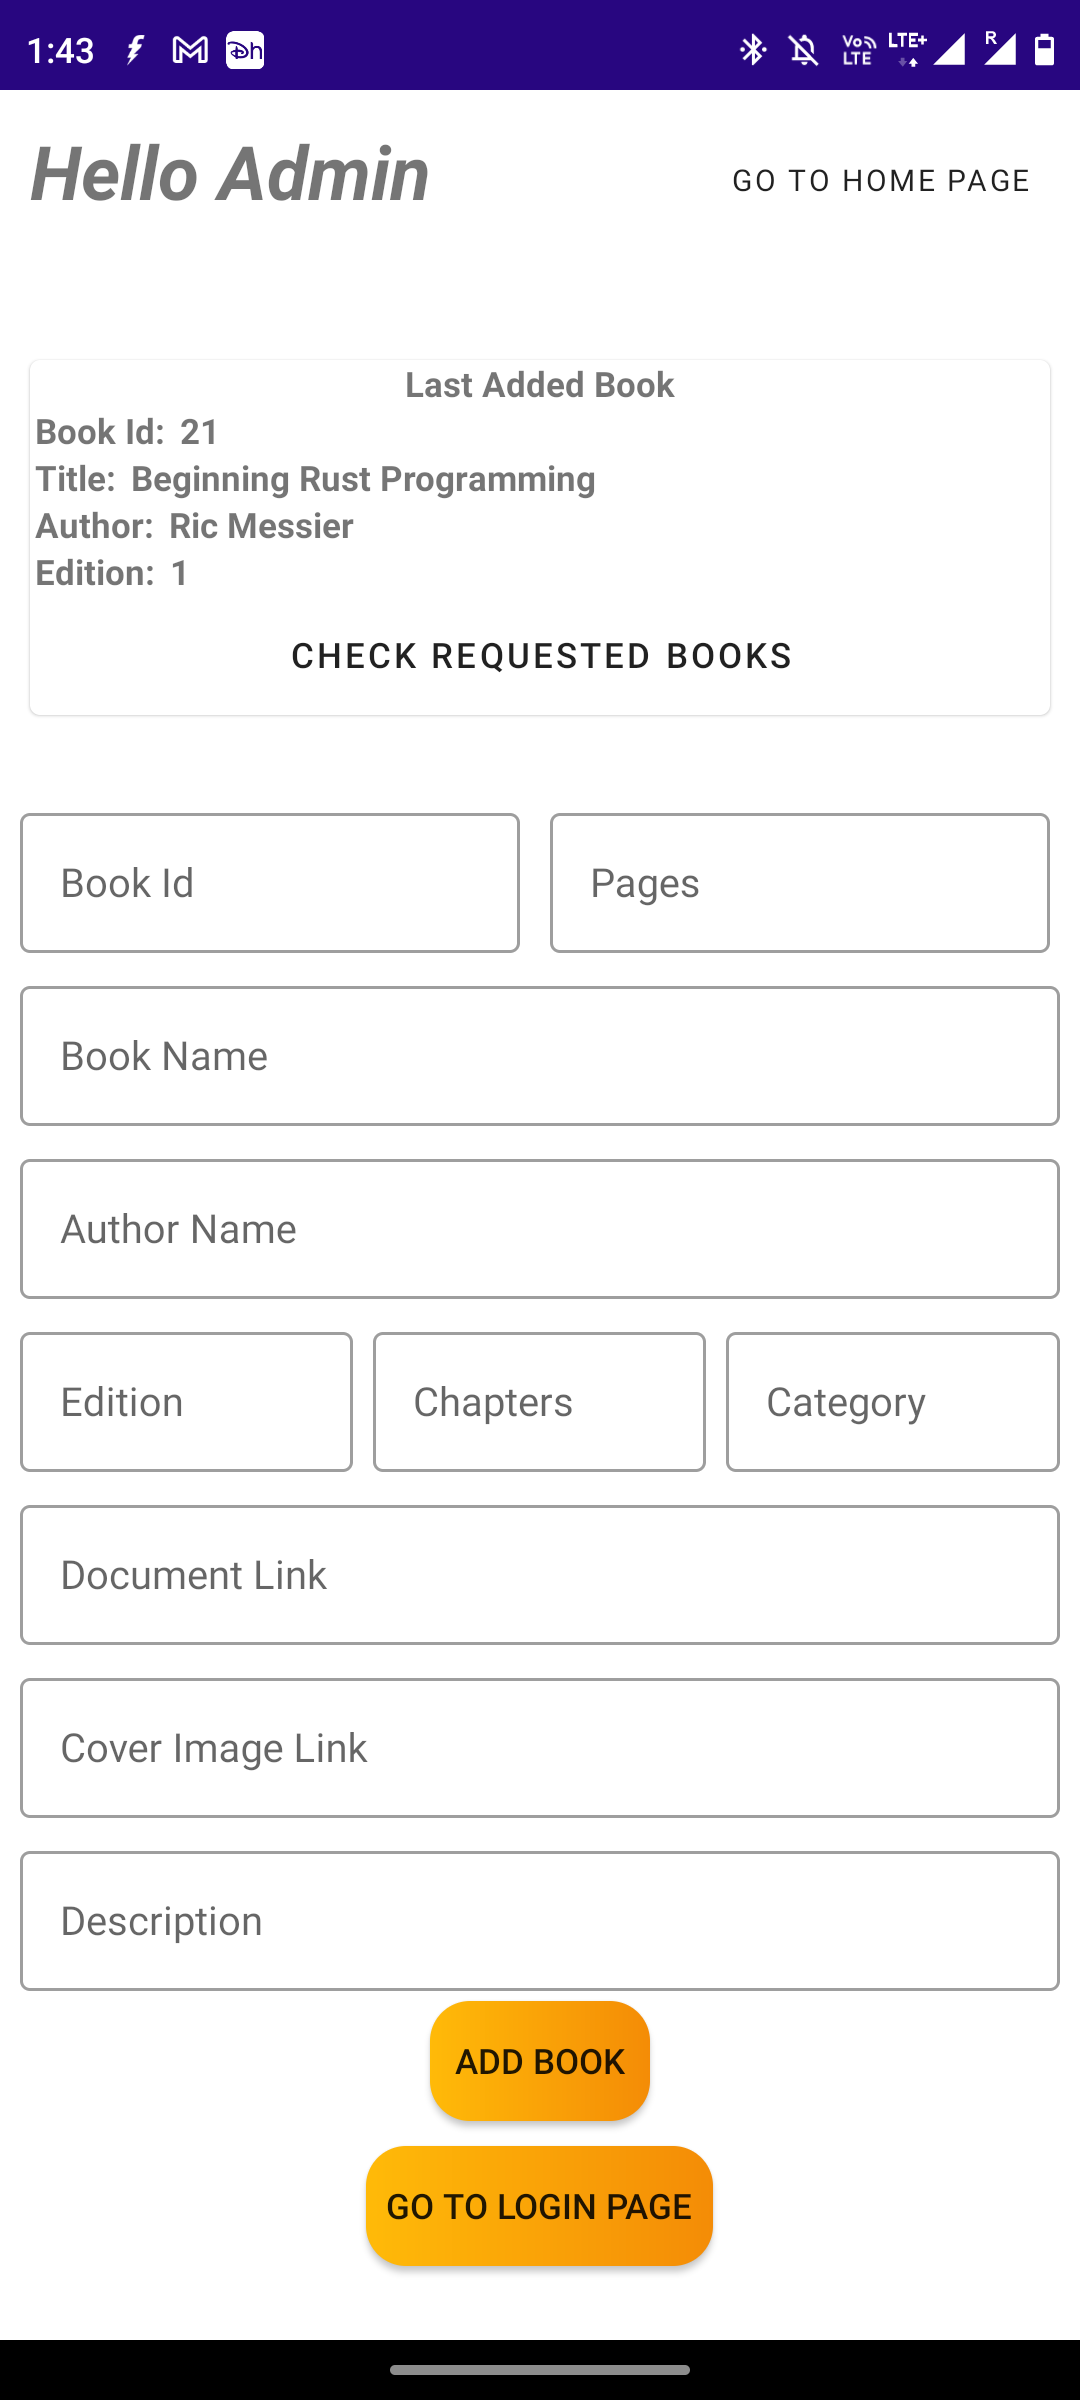 1:43
Dh
Vo LTE
LTE+
R
Hello Admin
GO TO HOME PAGE
Last Added Book
Book Id: 21
Title: Beginning Rust Programming
Author: Ric Messier
Edition: 1
CHECK REQUESTED BOOKS
Book Id
Pages
Book Name
Author Name
Edition
Chapters
Category
Document Link
Cover Image Link
Description
ADD BOOK
GO TO LOGIN PAGE